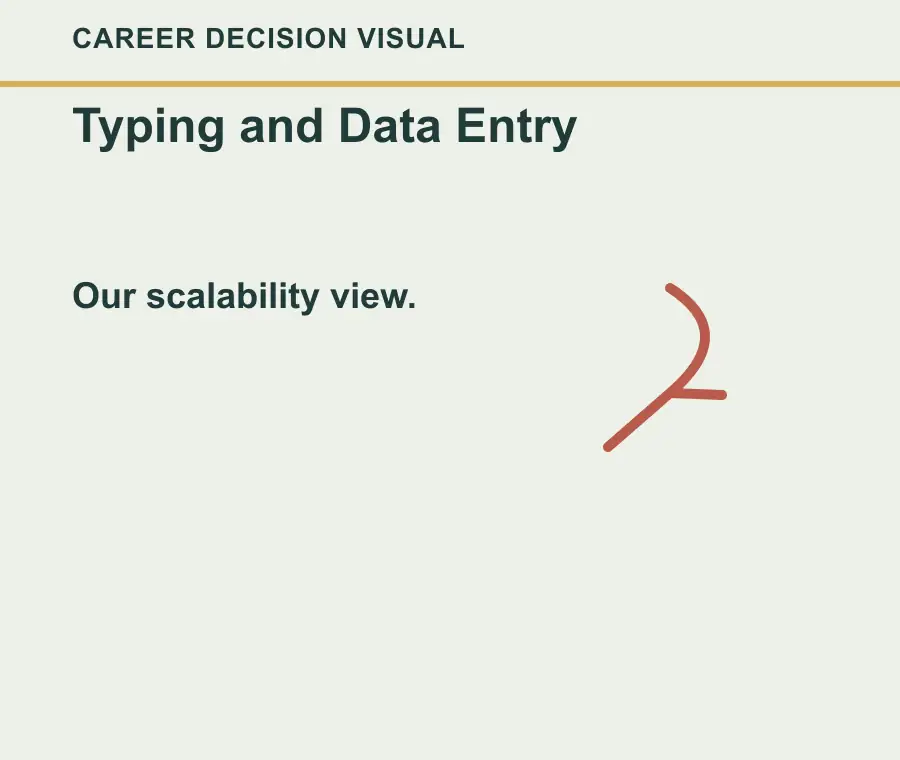 CAREER DECISION VISUAL
Typing and Data Entry
Our scalability view.